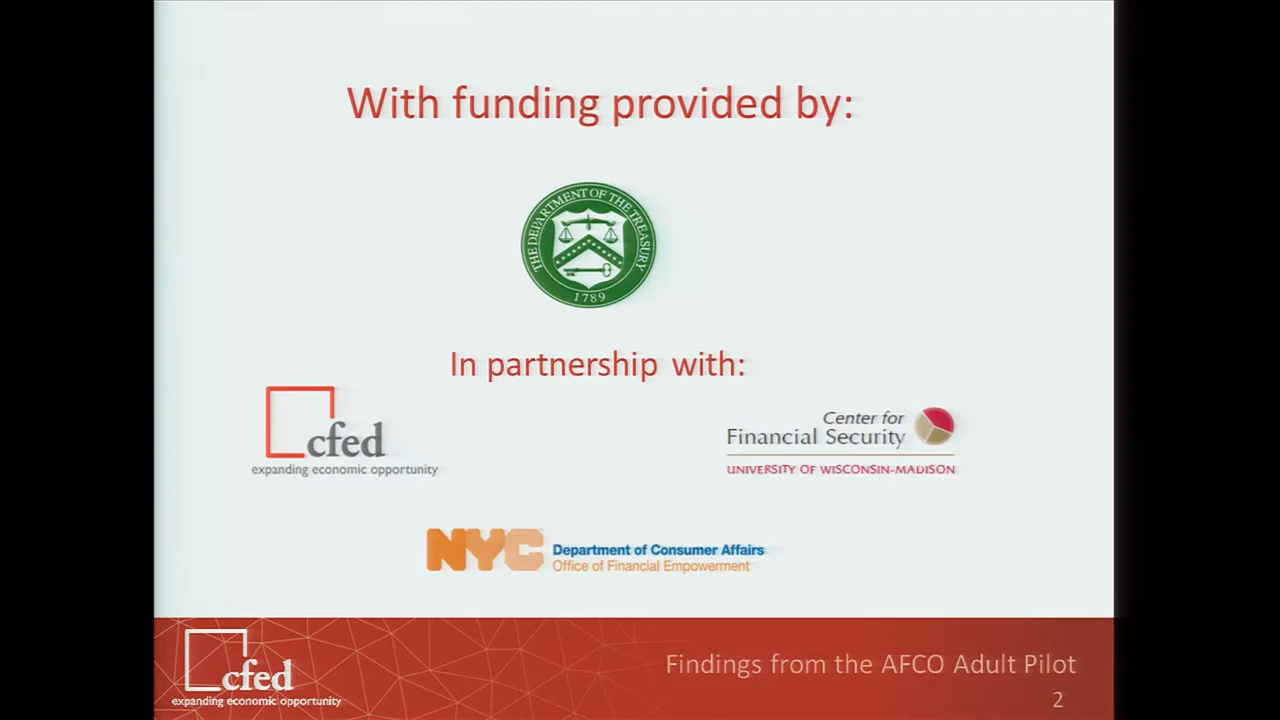 With funding provided by:
THE DEPARTMENT OF THE TREASURY
1789
In partnership with:
cfed
expanding economic opportunity
Center for
Financial Security
UNIVERSITY OF WISCONSIN-MADISON
NYC
Department of Consumer Affairs
Office of Financial Empowerment
cfed
expanding economic opportunity
Findings from the AFCO Adult Pilot
2